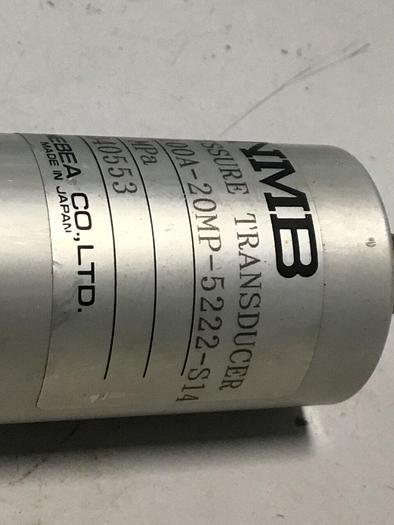 NMB
SSURE TRANSDUCER
00A-20MP-5222-S14
MPa
40553
EBEA CO.,LTD.
MADE IN JAPAN